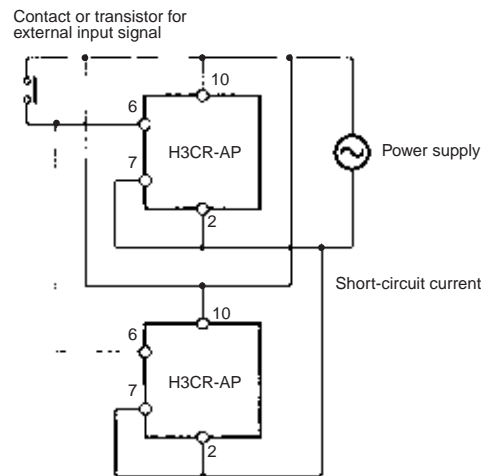 Contact or transistor for
external input signal
10
6
H3CR-AP
7
2
Power supply
Short-circuit current
10
6
H3CR-AP
7
2